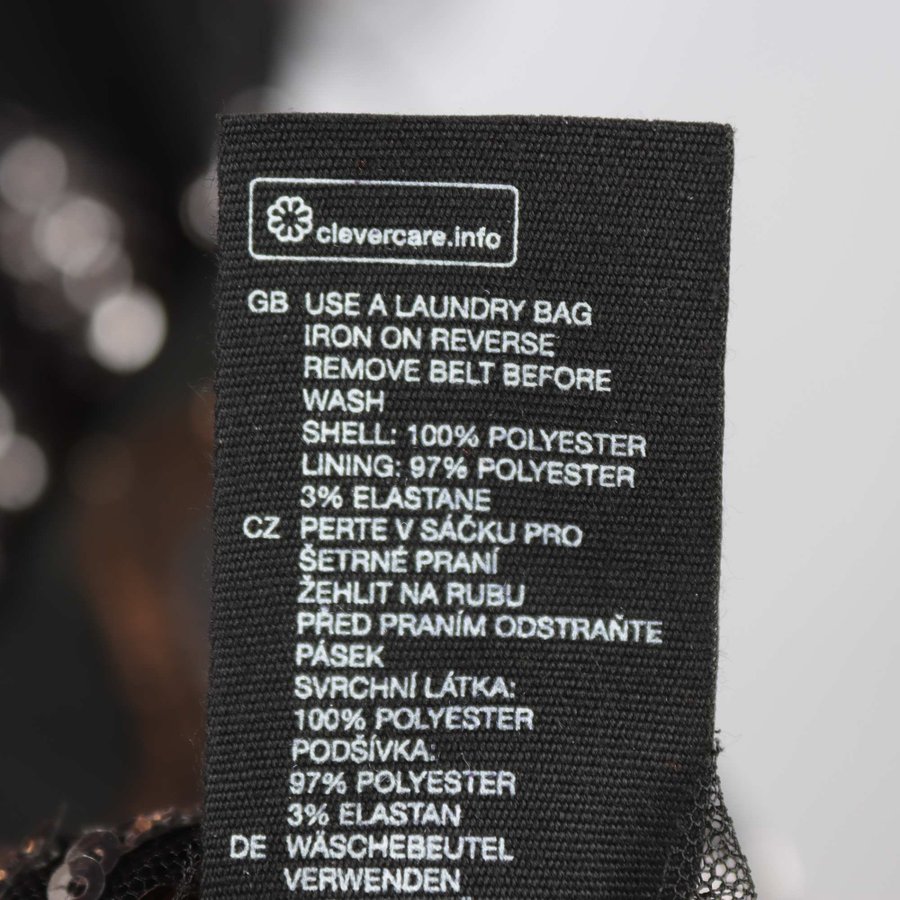 clevercare.info
GB USE A LAUNDRY BAG
IRON ON REVERSE
REMOVE BELT BEFORE
WASH
SHELL: 100% POLYESTER
LINING: 97% POLYESTER
3% ELASTANE
CZ PERTE V SÁČKU PRO
ŠETRNÉ PRANÍ
ŽEHLIT NA RUBU
PŘED PRANÍM ODSTRAŇTE
PÁSEK
SVRCHNÍ LÁTKA:
100% POLYESTER
PODŠÍVKA:
97% POLYESTER
3% ELASTAN
DE WÄSCHEBEUTEL
VERWENDEN